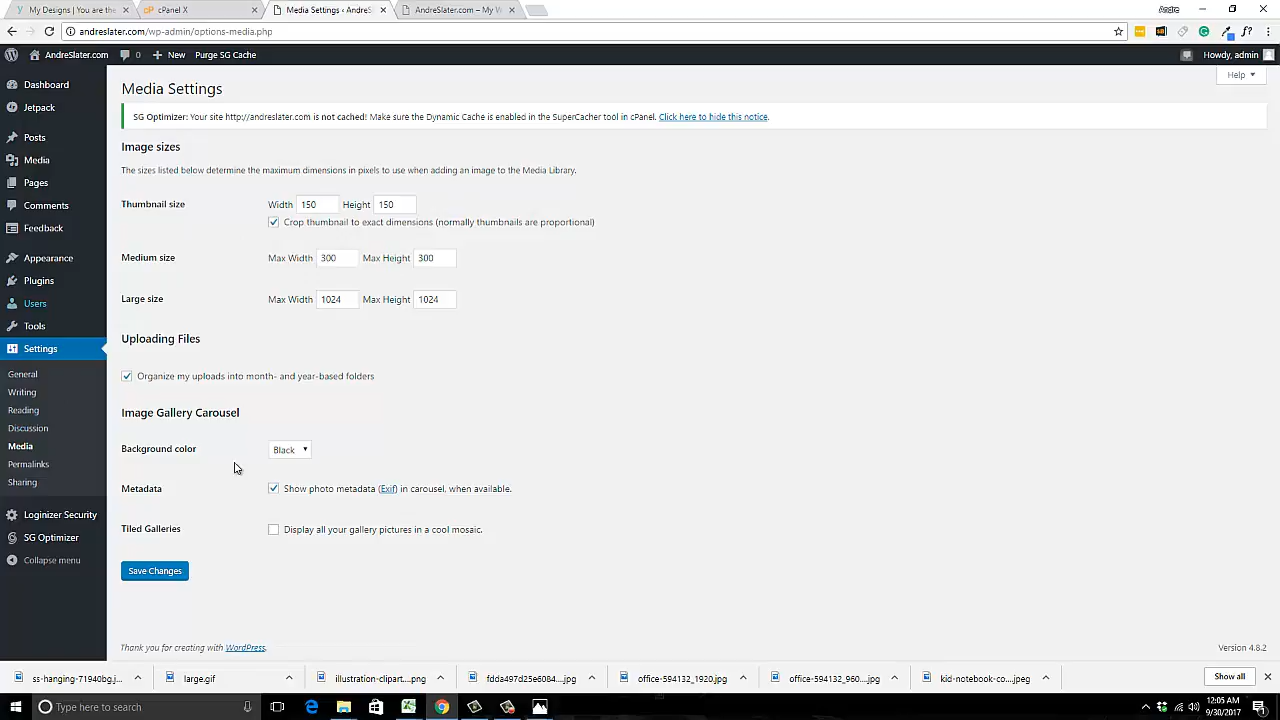 My Designs | You are the
cPanel X
Media Settings ‹ AndreS
AndreSlater.com – My W
andreslater.com/wp-admin/options-media.php
AndreSlater.com
0
New
Purge SG Cache
Howdy, admin
Dashboard
Jetpack
Posts
Media
Pages
Comments
Feedback
Appearance
Plugins
Users
Tools
Settings
General
Writing
Reading
Discussion
Media
Permalinks
Sharing
Loginizer Security
SG Optimizer
Collapse menu
Media Settings
Help
SG Optimizer: Your site http://andreslater.com is not cached! Make sure the Dynamic Cache is enabled in the SuperCacher tool in cPanel. Click here to hide this notice.
Image sizes
The sizes listed below determine the maximum dimensions in pixels to use when adding an image to the Media Library.
Thumbnail size Width 150 Height 150
Crop thumbnail to exact dimensions (normally thumbnails are proportional)
Medium size Max Width 300 Max Height 300
Large size Max Width 1024 Max Height 1024
Uploading Files
Organize my uploads into month- and year-based folders
Image Gallery Carousel
Background color Black
Metadata Show photo metadata (Exif) in carousel, when available.
Tiled Galleries Display all your gallery pictures in a cool mosaic.
Save Changes
Thank you for creating with WordPress.
Version 4.8.2
ss-hanging-71940bg.j...
large.gif
illustration-clipart....png
fdda497d25e6084...jpg
office-594132_1920.jpg
office-594132_960....jpg
kid-notebook-co....jpeg
Show all
Type here to search
12:05 AM
9/30/2017